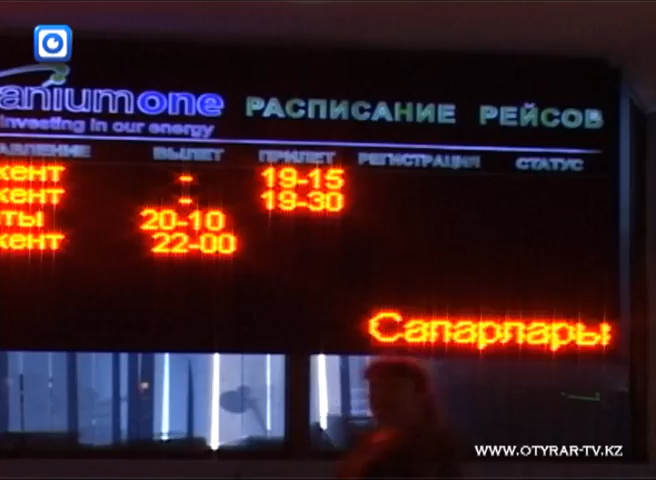 aniumone
investing in our energy
РАСПИСАНИЕ РЕЙСОВ
АВЛЕНИЕ ВЫЛЕТ ПРИЛЕТ РЕГИСТРАЦИЯ СТАТУС
кент - 19-15
кент - 19-30
ты 20-10
кент 22-00
Сапарлары
WWW.OTYRAR-TV.KZ